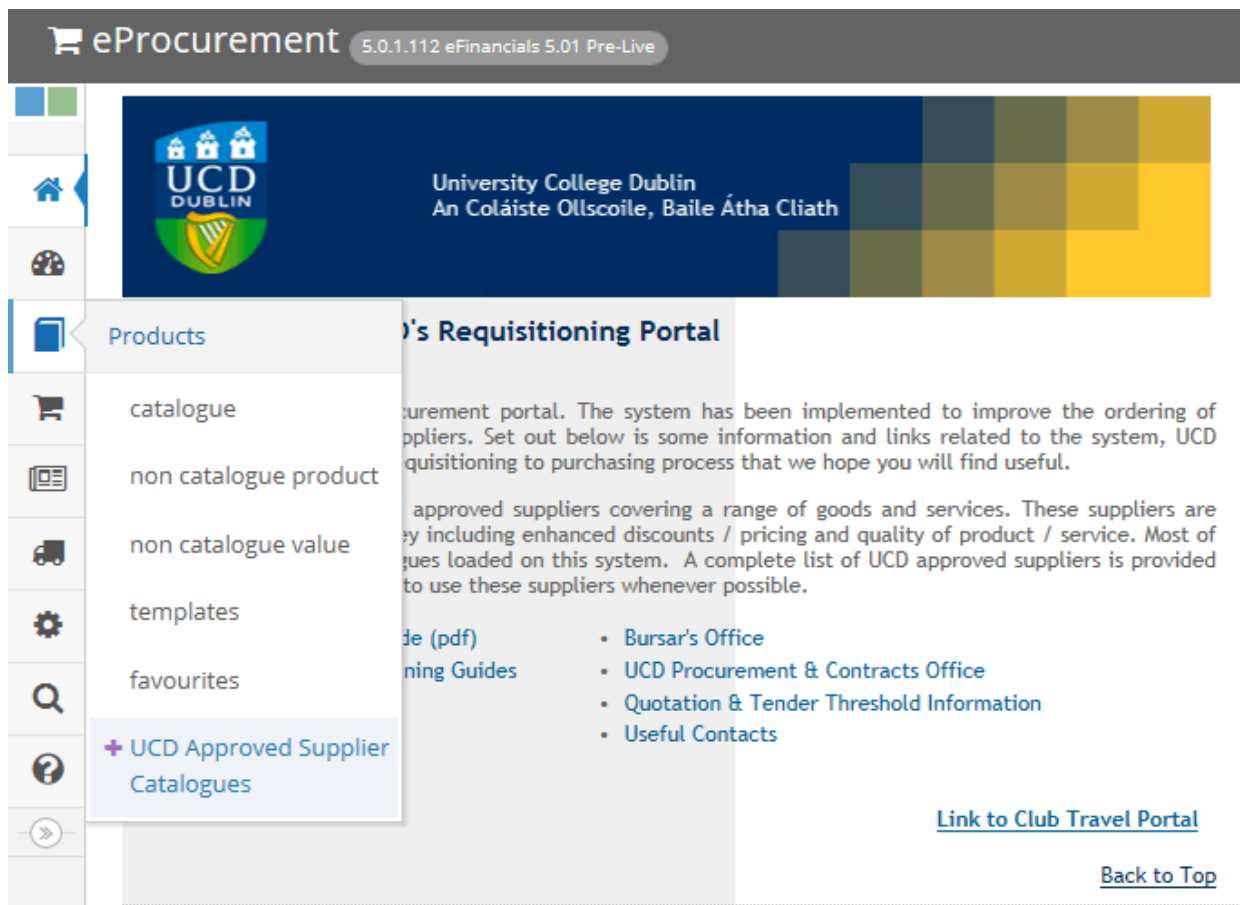 eProcurement 5.0.1.112 eFinancials 5.01 Pre-Live
UCD
DUBLIN
University College Dublin
An Coláiste Ollscoile, Baile Átha Cliath
Products
catalogue
non catalogue product
non catalogue value
templates
favourites
UCD Approved Supplier
Catalogues
's Requisitioning Portal
curement portal. The system has been implemented to improve the ordering of
ppliers. Set out below is some information and links related to the system, UCD
quisitioning to purchasing process that we hope you will find useful.
approved suppliers covering a range of goods and services. These suppliers are
ey including enhanced discounts / pricing and quality of product / service. Most of
gues loaded on this system. A complete list of UCD approved suppliers is provided
to use these suppliers whenever possible.
de (pdf)
ning Guides
• Bursar's Office
• UCD Procurement & Contracts Office
• Quotation & Tender Threshold Information
• Useful Contacts
Link to Club Travel Portal
Back to Top